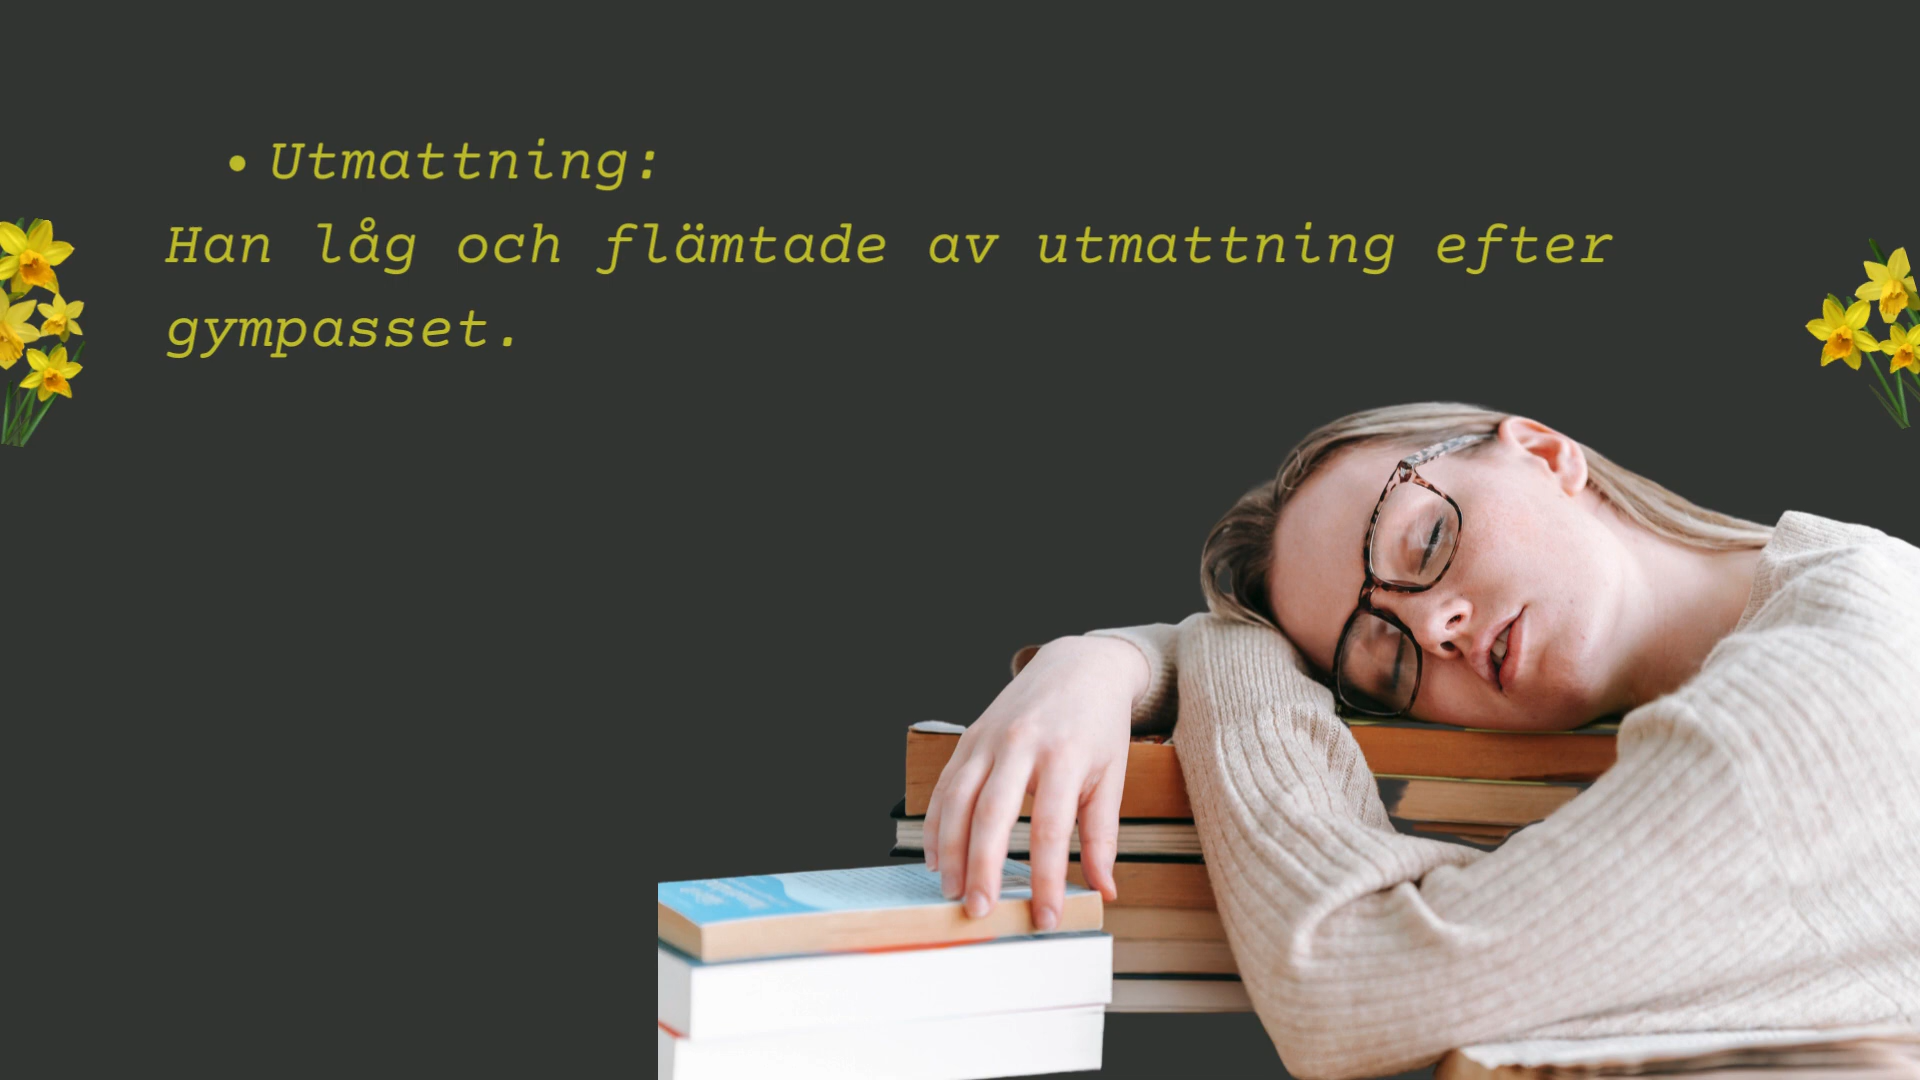 • Utmattning:
Han låg och flämtade av utmattning efter
gympasset.